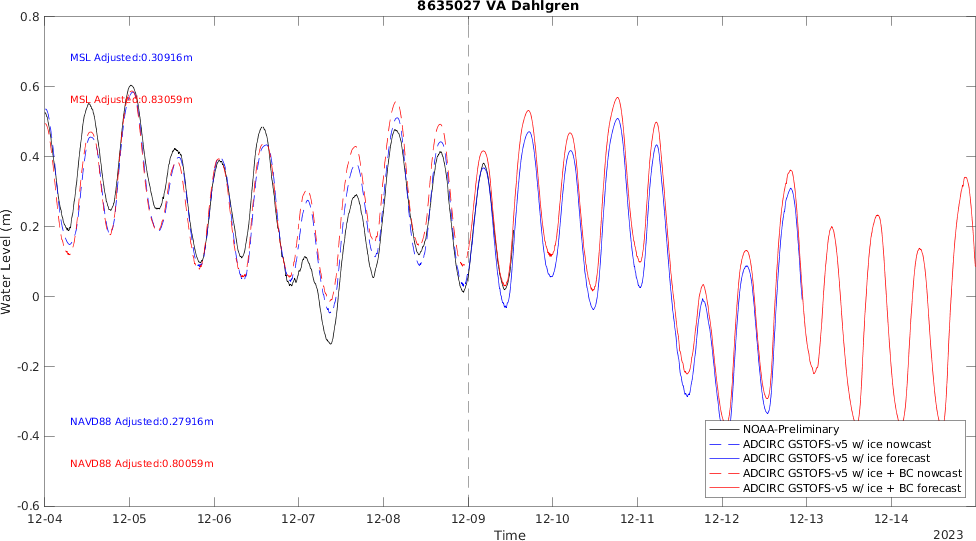 8635027 VA Dahlgren
0.8
0.6
0.4
0.2
0
-0.2
-0.4
-0.6
Water Level (m)
MSL Adjusted:0.30916m
MSL Adjusted:0.83059m
NAVD88 Adjusted:0.27916m
NAVD88 Adjusted:0.80059m
NOAA-Preliminary
ADCIRC GSTOFS-v5 w/ ice nowcast
ADCIRC GSTOFS-v5 w/ ice forecast
ADCIRC GSTOFS-v5 w/ ice + BC nowcast
ADCIRC GSTOFS-v5 w/ ice + BC forecast
12-04 12-05 12-06 12-07 12-08 12-09 12-10 12-11 12-12 12-13 12-14
Time
2023